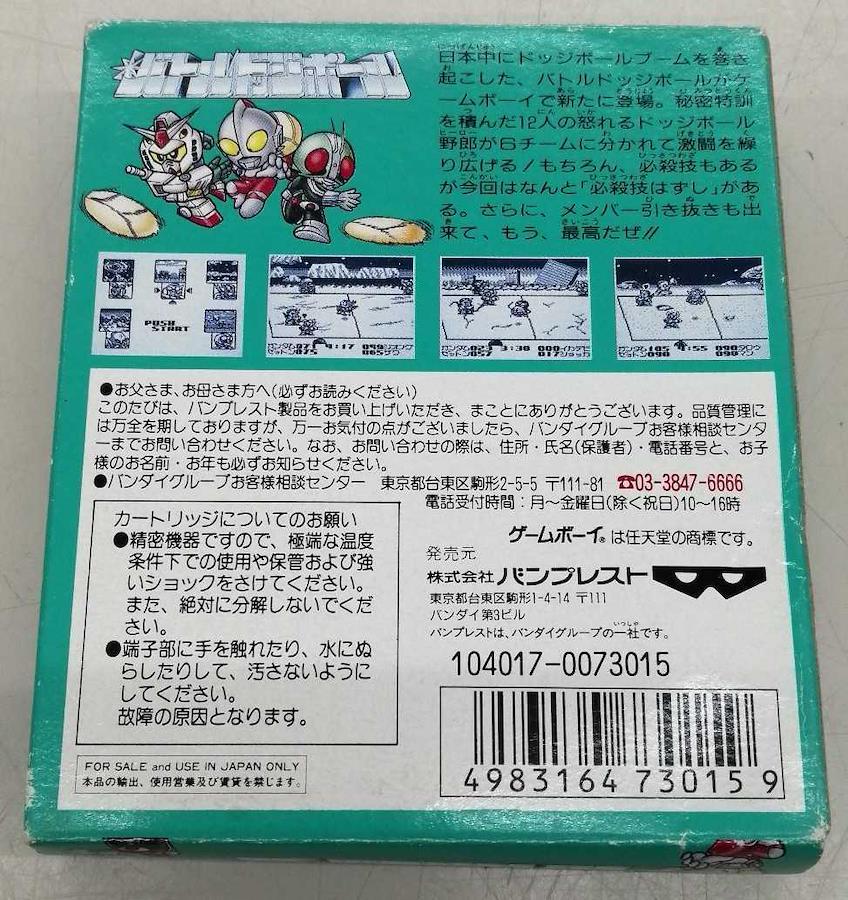 バトルドッジボール
日本中にドッジボールブームを巻き
起こした、バトルドッジボールがゲ
ームボーイで新たに登場。秘密特訓
を積んだ12人の怒れるドッジボール
野郎が6チームに分かれて激闘を繰
り広げる!もちろん、必殺技もある
が今回はなんと「必殺技はずし」があ
る。さらに、メンバー引き抜きも出
来て、もう、最高だぜ!!
PUSH
START
●お父さま、お母さま方へ(必ずお読みください)
このたびは、バンプレスト製品をお買い上げいただき、まことにありがとうございます。品質管理に
は万全を期しておりますが、万一お気付の点がございましたら、バンダイグループお客様相談センタ
ーまでお問い合わせください。なお、お問い合わせの際は、住所・氏名(保護者)・電話番号と、お子
様のお名前・お年も必ずお知らせください。
●バンダイグループお客様相談センター 東京都台東区駒形2-5-5 〒111-81 ☎03-3847-6666
電話受付時間:月〜金曜日(除く祝日)10〜16時
カートリッジについてのお願い
●精密機器ですので、極端な温度
条件下での使用や保管および強
いショックをさけてください。
また、絶対に分解しないでくだ
さい。
●端子部に手を触れたり、水にぬ
らしたりして、汚さないように
してください。
故障の原因となります。
ゲームボーイ®は任天堂の商標です。
発売元
株式会社 バンプレスト
東京都台東区駒形1-4-14 〒111
バンダイ第3ビル
バンプレストは、バンダイグループの一社です。
104017-0073015
4983164 730159
FOR SALE and USE IN JAPAN ONLY
本品の輸出、使用営業及び賃貸を禁じます。